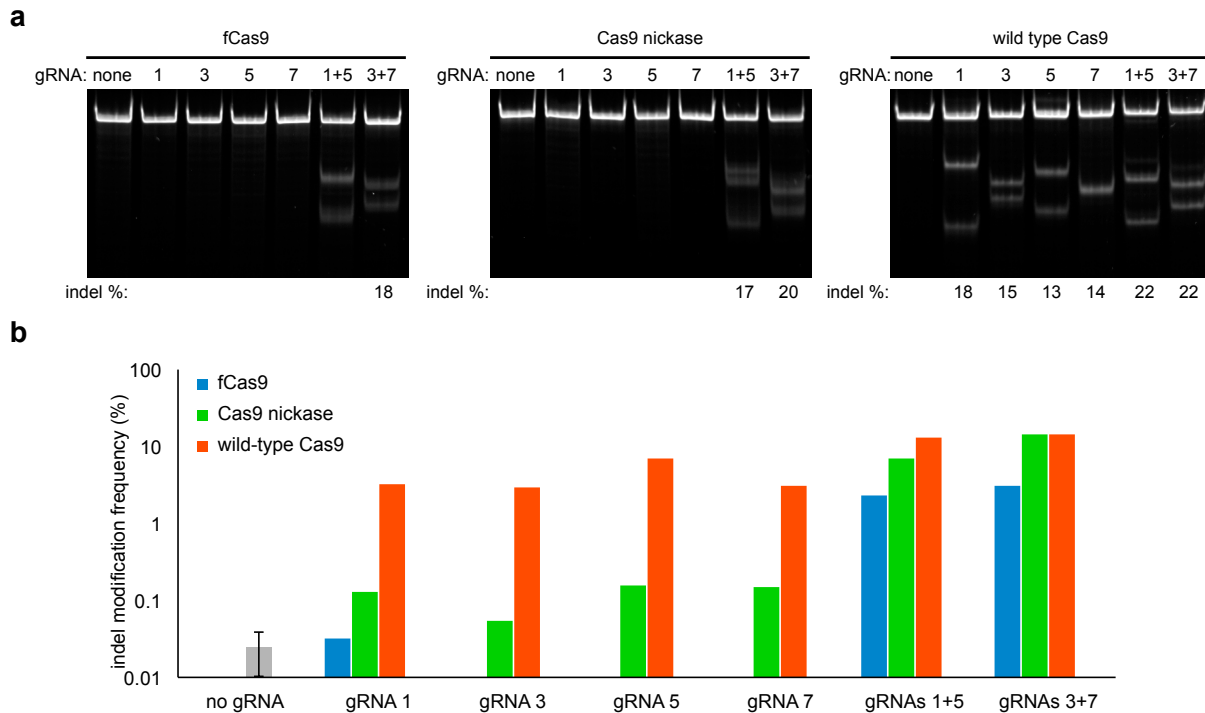 a
fCas9
Cas9 nickase
wild type Cas9
gRNA: none 1 3 5 7 1+5 3+7
gRNA: none 1 3 5 7 1+5 3+7
gRNA: none 1 3 5 7 1+5 3+7
indel %: 18
indel %: 17 20
indel %: 18 15 13 14 22 22
b
indel modification frequency (%)
100
10
1
0.1
0.01
fCas9
Cas9 nickase
wild-type Cas9
no gRNA gRNA 1 gRNA 3 gRNA 5 gRNA 7 gRNAs 1+5 gRNAs 3+7